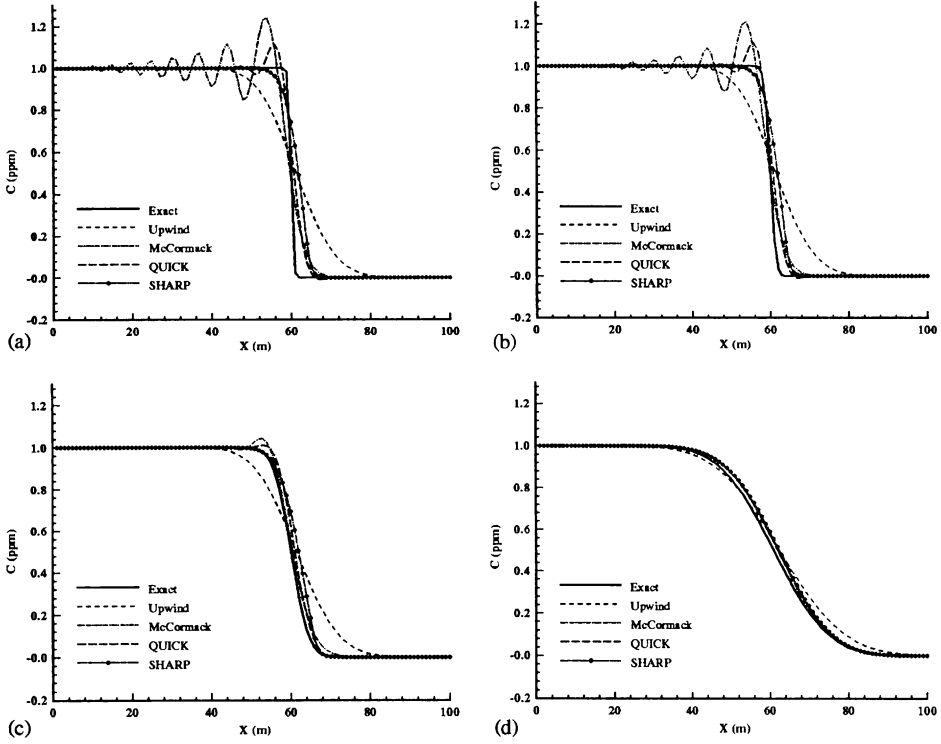 1.2
1.0
0.8
0.6
0.4
0.2
-0.0
-0.2
C (ppm)
Exact
Upwind
McCormack
QUICK
SHARP
0 20 40 60 80 100
X (m)
(a)
1.2
1.0
0.8
0.6
0.4
0.2
-0.0
-0.2
C (ppm)
Exact
Upwind
McCormack
QUICK
SHARP
0 20 40 60 80 100
X (m)
(b)
1.2
1.0
0.8
0.6
0.4
0.2
-0.0
-0.2
C (ppm)
Exact
Upwind
McCormack
QUICK
SHARP
0 20 40 60 80 100
X (m)
(c)
1.2
1.0
0.8
0.6
0.4
0.2
-0.0
-0.2
C (ppm)
Exact
Upwind
McCormack
QUICK
SHARP
0 20 40 60 80 100
X (m)
(d)